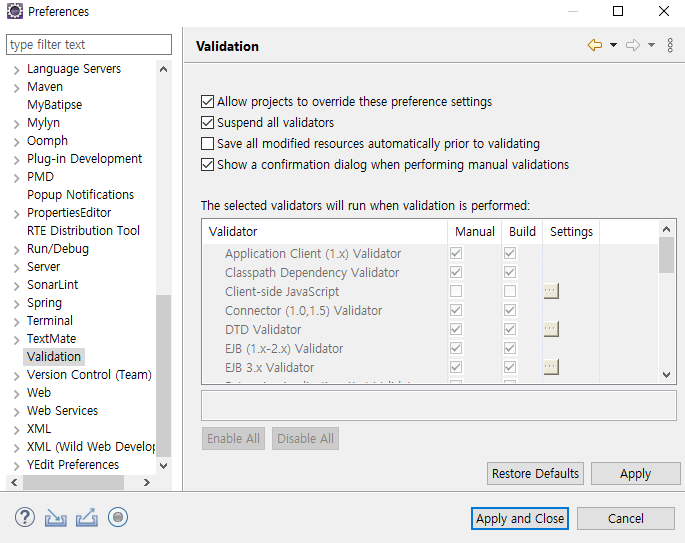 Preferences
type filter text
Language Servers
Maven
MyBatipse
Mylyn
Oomph
Plug-in Development
PMD
Popup Notifications
PropertiesEditor
RTE Distribution Tool
Run/Debug
Server
SonarLint
Spring
Terminal
TextMate
Validation
Version Control (Team)
Web
Web Services
XML
XML (Wild Web Develop
YEdit Preferences
Validation
Allow projects to override these preference settings
Suspend all validators
Save all modified resources automatically prior to validating
Show a confirmation dialog when performing manual validations
The selected validators will run when validation is performed:
Validator Manual Build Settings
Application Client (1.x) Validator
Classpath Dependency Validator
Client-side JavaScript
Connector (1.0,1.5) Validator
DTD Validator
EJB (1.x-2.x) Validator
EJB 3.x Validator
Enable All Disable All
Restore Defaults Apply
Apply and Close Cancel